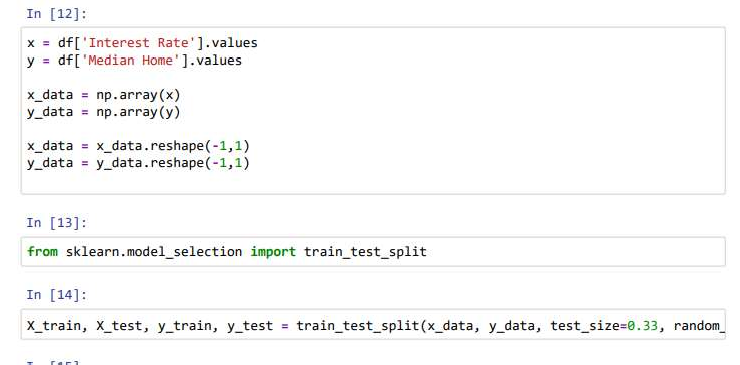 In [12]:
x = df['Interest Rate'].values
y = df['Median Home'].values
x_data = np.array(x)
y_data = np.array(y)
x_data = x_data.reshape(-1,1)
y_data = y_data.reshape(-1,1)
In [13]:
from sklearn.model_selection import train_test_split
In [14]:
X_train, X_test, y_train, y_test = train_test_split(x_data, y_data, test_size=0.33, random_